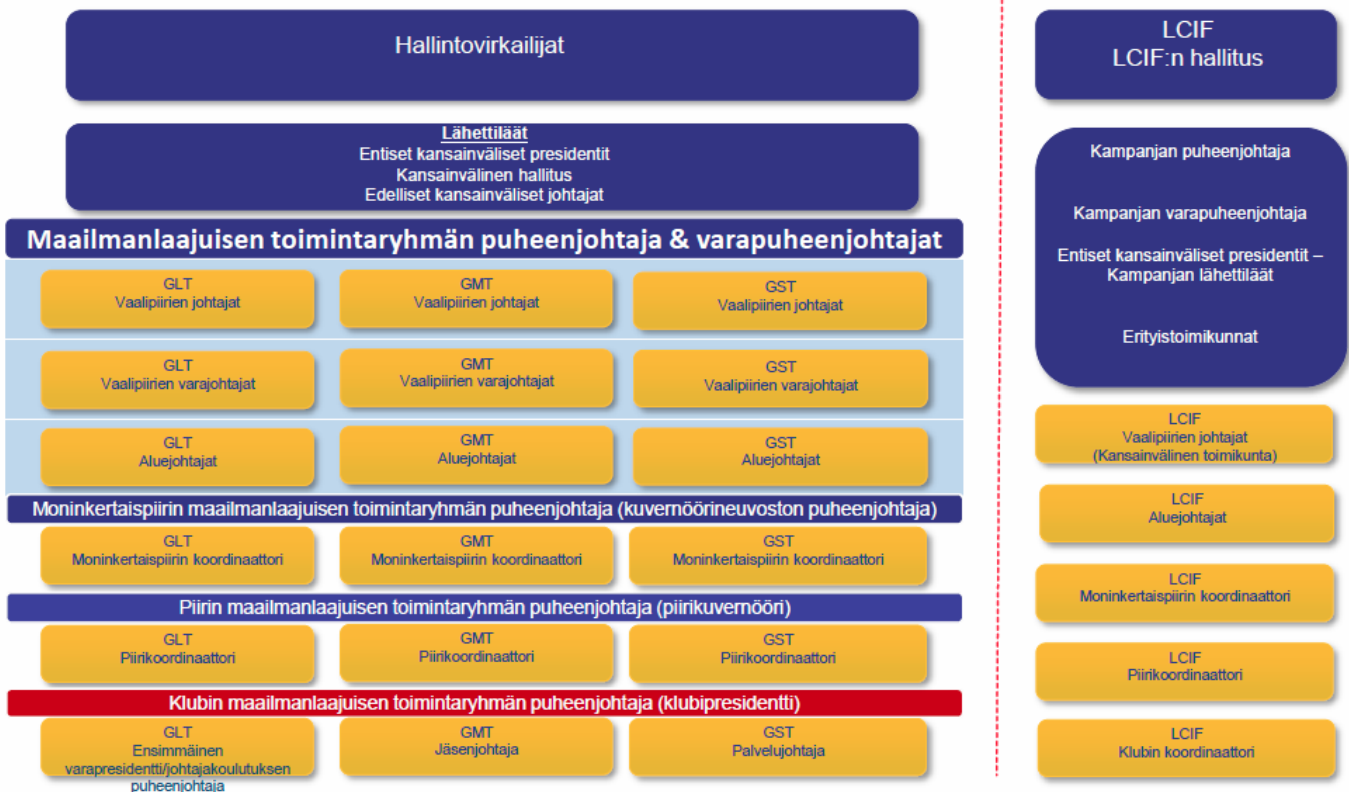 Hallintovirkailijat
Lähettiläät
Entiset kansainväliset presidentit
Kansainvälinen hallitus
Edelliset kansainväliset johtajat
Maailmanlaajuisen toimintaryhmän puheenjohtaja & varapuheenjohtajat
GLT
Vaalipiirien johtajat
GMT
Vaalipiirien johtajat
GST
Vaalipiirien johtajat
GLT
Vaalipiirien varajohtajat
GMT
Vaalipiirien varajohtajat
GST
Vaalipiirien varajohtajat
GLT
Aluejohtajat
GMT
Aluejohtajat
GST
Aluejohtajat
Moninkertaispiirin maailmanlaajuisen toimintaryhmän puheenjohtaja (kuvernöörineuvoston puheenjohtaja)
GLT
Moninkertaispiirin koordinaattori
GMT
Moninkertaispiirin koordinaattori
GST
Moninkertaispiirin koordinaattori
Piirin maailmanlaajuisen toimintaryhmän puheenjohtaja (piirikuvernööri)
GLT
Piirikoordinaattori
GMT
Piirikoordinaattori
GST
Piirikoordinaattori
Klubin maailmanlaajuisen toimintaryhmän puheenjohtaja (klubipresidentti)
GLT
Ensimmäinen
varapresidentti/johtajakoulutuksen
puheenjohtaja
GMT
Jäsenjohtaja
GST
Palvelujohtaja
LCIF
LCIF:n hallitus
Kampanjan puheenjohtaja
Kampanjan varapuheenjohtaja
Entiset kansainväliset presidentit –
Kampanjan lähettiläät
Erityistoimikunnat
LCIF
Vaalipiirien johtajat
(Kansainvälinen toimikunta)
LCIF
Aluejohtajat
LCIF
Moninkertaispiirin koordinaattori
LCIF
Piirikoordinaattori
LCIF
Klubin koordinaattori